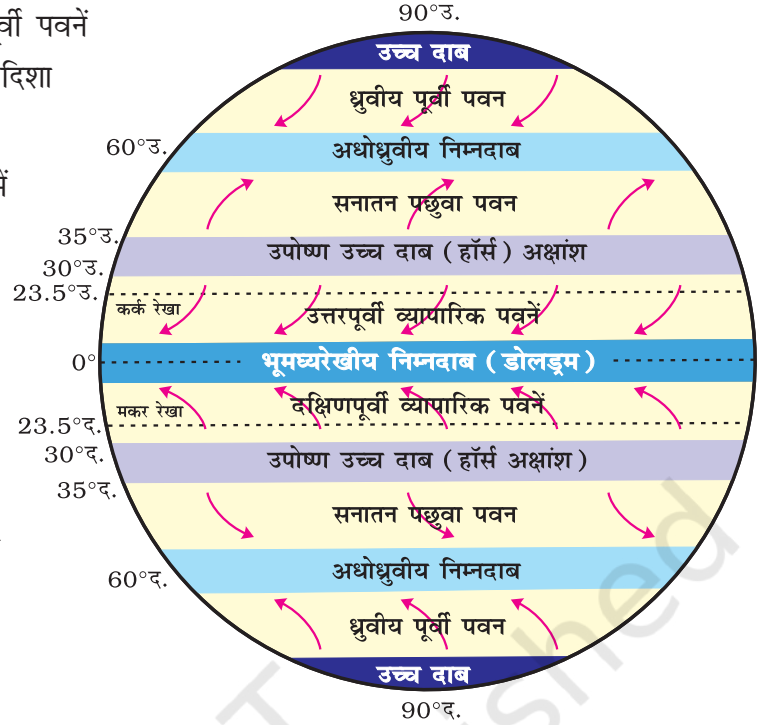 र्वी पवनें
दिशा
में
90°उ.
उच्च दाब
ध्रुवीय पूर्वी पवन
60°उ.
अधोध्रुवीय निम्नदाब
सनातन पछुवा पवन
35°उ.
उपोष्ण उच्च दाब (हॉर्स) अक्षांश
30°उ.
23.5°उ.
कर्क रेखा
उत्तरपूर्वी व्यापारिक पवनें
0°
भूमघ्यरेखीय निम्नदाब (डोलड्रम)
मकर रेखा
दक्षिणपूर्वी व्यापारिक पवनें
23.5°द.
30°द.
उपोष्ण उच्च दाब (हॉर्स अक्षांश)
35°द.
सनातन पछुवा पवन
60°द.
अधोध्रुवीय निम्नदाब
ध्रुवीय पूर्वी पवन
उच्च दाब
90°द.